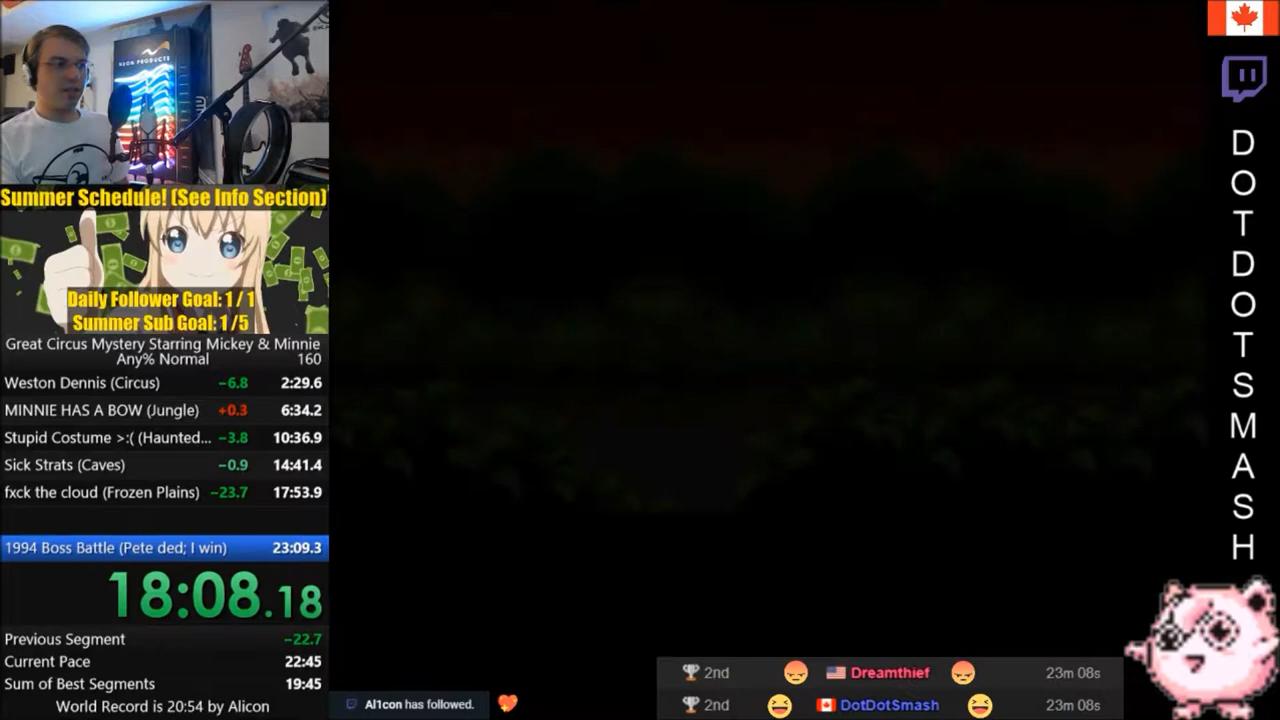 NEON PRODUCTS
Summer Schedule! (See Info Section)
Daily Follower Goal: 1 / 1
Summer Sub Goal: 1 /5
Great Circus Mystery Starring Mickey & Minnie
Any% Normal 160
Weston Dennis (Circus) -6.8 2:29.6
MINNIE HAS A BOW (Jungle) +0.3 6:34.2
Stupid Costume >:( (Haunted... -3.8 10:36.9
Sick Strats (Caves) -0.9 14:41.4
fxck the cloud (Frozen Plains) -23.7 17:53.9
1994 Boss Battle (Pete ded; I win) 23:09.3
18:08.18
Previous Segment -22.7
Current Pace 22:45
Sum of Best Segments 19:45
World Record is 20:54 by Alicon
Al1con has followed.
2nd Dreamthief 23m 08s
2nd DotDotSmash 23m 08s
DOTDOTSMASH